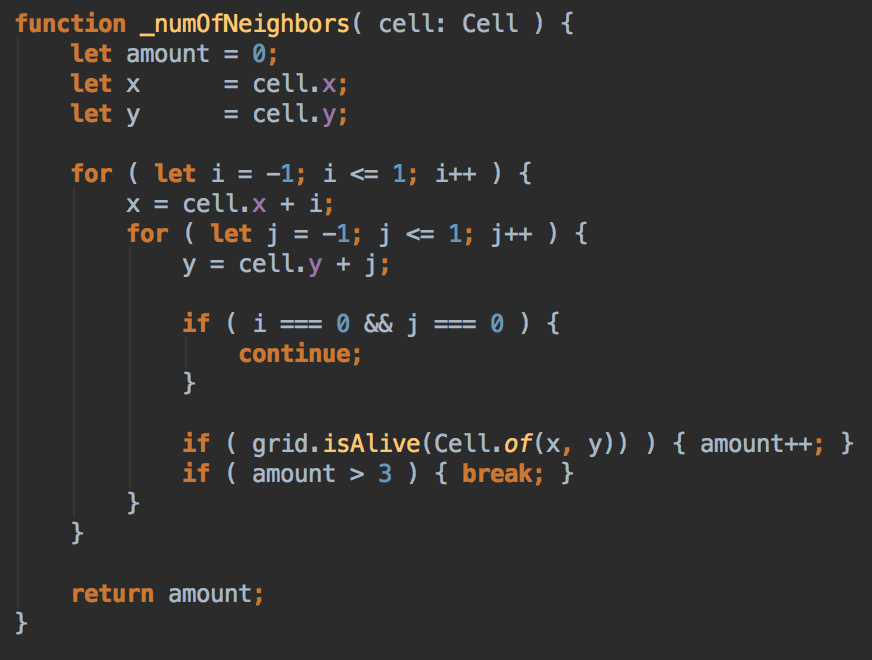 function _numOfNeighbors( cell: Cell ) {
    let amount = 0;
    let x      = cell.x;
    let y      = cell.y;

    for ( let i = -1; i <= 1; i++ ) {
        x = cell.x + i;
        for ( let j = -1; j <= 1; j++ ) {
            y = cell.y + j;

            if ( i === 0 && j === 0 ) {
                continue;
            }

            if ( grid.isAlive(Cell.of(x, y)) ) { amount++; }
            if ( amount > 3 ) { break; }
        }
    }

    return amount;
}